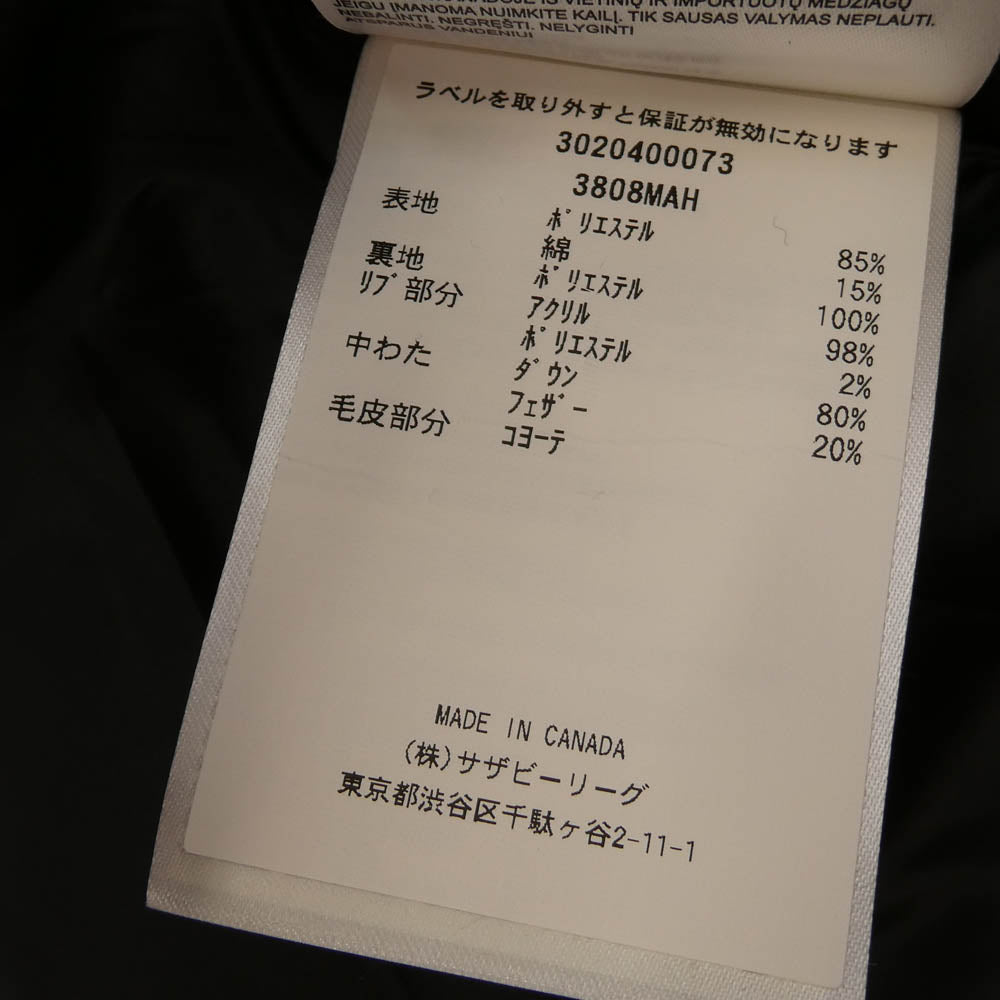 JEIGU ĮMANOMA NUIMKITE KAILĮ. TIK SAUSAS VALYMAS NEPLAUTI.
NEBALINTI. NEGRĘŠTI. NELYGINTI
ATSPARUS VANDENIUI
ラベルを取り外すと保証が無効になります
3020400073
3808MAH
表地 ポリエステル 85%
綿 15%
裏地 ポリエステル 100%
リブ部分 アクリル 98%
ポリエステル 2%
中わた ダウン 80%
フェザー 20%
毛皮部分 コヨーテ
MADE IN CANADA
(株)サザビーリーグ
東京都渋谷区千駄ヶ谷2-11-1